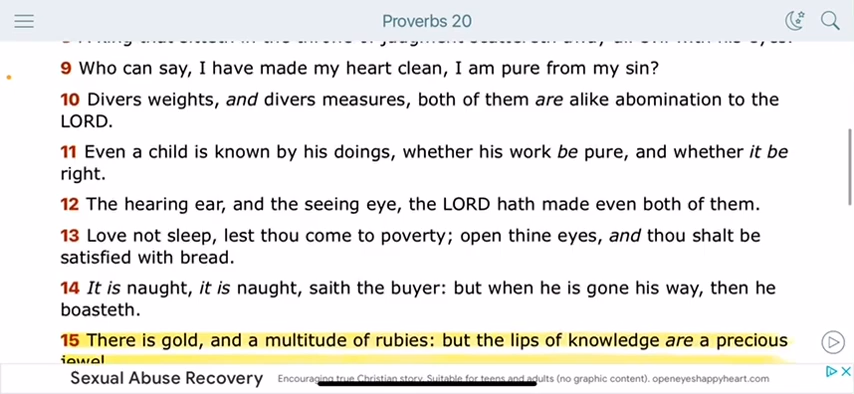 Proverbs 20
9 Who can say, I have made my heart clean, I am pure from my sin?
10 Divers weights, and divers measures, both of them are alike abomination to the
LORD.
11 Even a child is known by his doings, whether his work be pure, and whether it be
right.
12 The hearing ear, and the seeing eye, the LORD hath made even both of them.
13 Love not sleep, lest thou come to poverty; open thine eyes, and thou shalt be
satisfied with bread.
14 It is naught, it is naught, saith the buyer: but when he is gone his way, then he
boasteth.
15 There is gold, and a multitude of rubies: but the lips of knowledge are a precious
jewel
Sexual Abuse Recovery
Encouraging true Christian story. Suitable for teens and adults (no graphic content). openeyeshappyheart.com